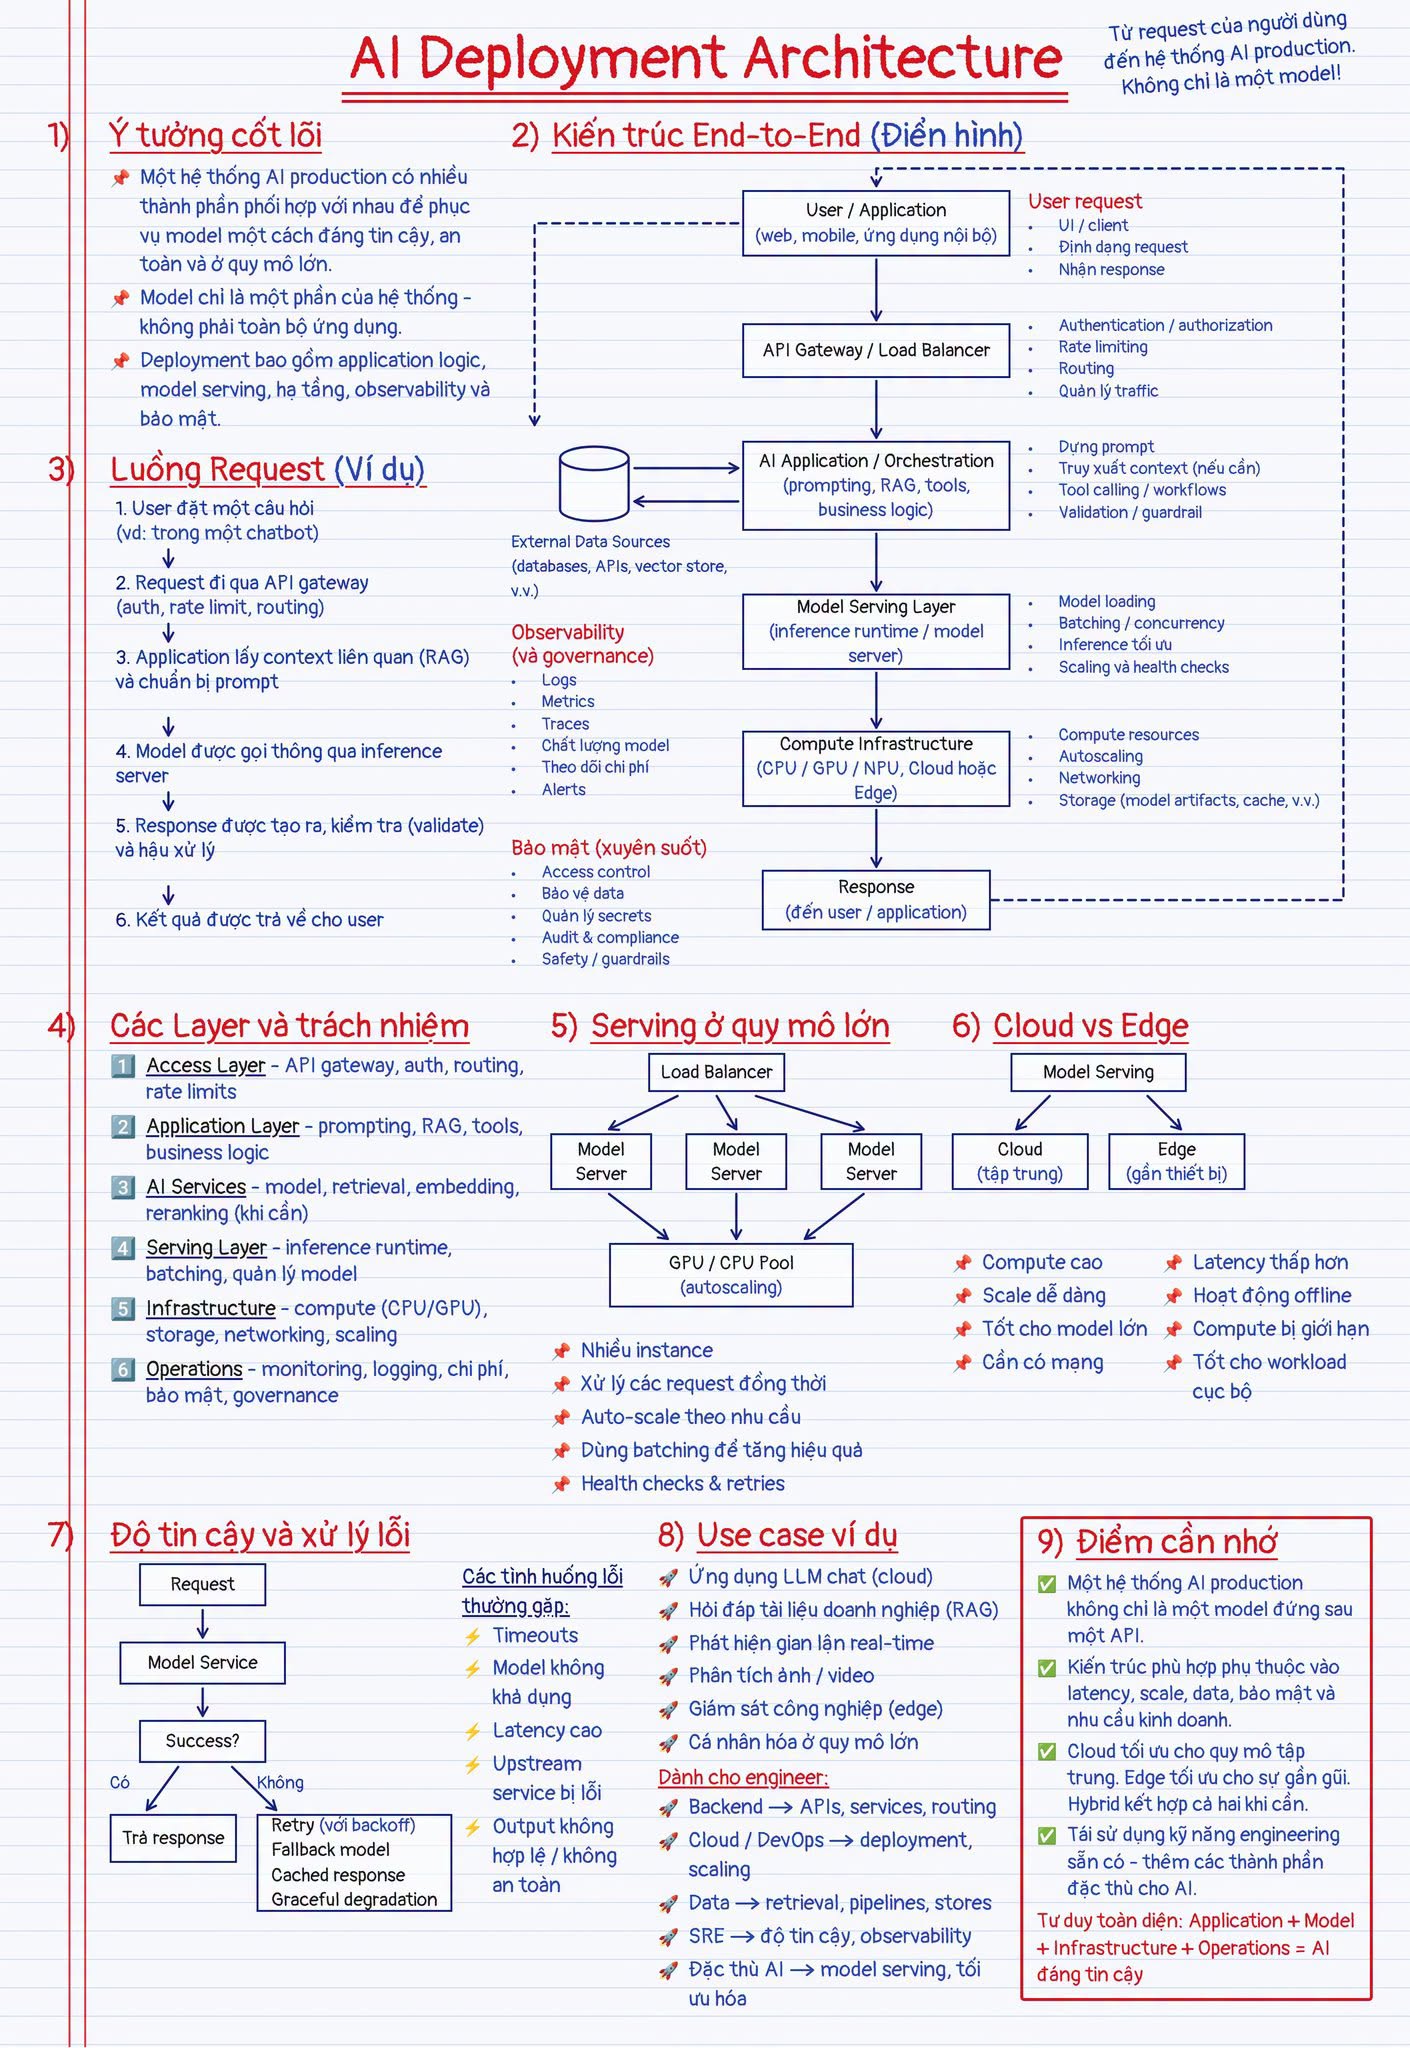 AI Deployment Architecture
Từ request của người dùng
đến hệ thống AI production.
Không chỉ là một model!
1) Ý tưởng cốt lõi
Một hệ thống AI production có nhiều
thành phần phối hợp với nhau để phục
vụ model một cách đáng tin cậy, an
toàn và ở quy mô lớn.
Model chỉ là một phần của hệ thống -
không phải toàn bộ ứng dụng.
Deployment bao gồm application logic,
model serving, hạ tầng, observability và
bảo mật.
2) Kiến trúc End-to-End (Điển hình)
User / Application
(web, mobile, ứng dụng nội bộ)
User request
UI / client
Định dạng request
Nhận response
API Gateway / Load Balancer
Authentication / authorization
Rate limiting
Routing
Quản lý traffic
AI Application / Orchestration
(prompting, RAG, tools,
business logic)
Dựng prompt
Truy xuất context (nếu cần)
Tool calling / workflows
Validation / guardrail
External Data Sources
(databases, APIs, vector store,
v.v.)
Model Serving Layer
(inference runtime / model
server)
Model loading
Batching / concurrency
Inference tối ưu
Scaling và health checks
Observability
(và governance)
Logs
Metrics
Traces
Chất lượng model
Theo dõi chi phí
Alerts
Compute Infrastructure
(CPU / GPU / NPU, Cloud hoặc
Edge)
Compute resources
Autoscaling
Networking
Storage (model artifacts, cache, v.v.)
Bảo mật (xuyên suốt)
Access control
Bảo vệ data
Quản lý secrets
Audit & compliance
Safety / guardrails
Response
(đến user / application)
3) Luồng Request (Ví dụ)
1. User đặt một câu hỏi
(vd: trong một chatbot)
2. Request đi qua API gateway
(auth, rate limit, routing)
3. Application lấy context liên quan (RAG)
và chuẩn bị prompt
4. Model được gọi thông qua inference
server
5. Response được tạo ra, kiểm tra (validate)
và hậu xử lý
6. Kết quả được trả về cho user
4) Các Layer và trách nhiệm
1 Access Layer - API gateway, auth, routing,
rate limits
2 Application Layer - prompting, RAG, tools,
business logic
3 AI Services - model, retrieval, embedding,
reranking (khi cần)
4 Serving Layer - inference runtime,
batching, quản lý model
5 Infrastructure - compute (CPU/GPU),
storage, networking, scaling
6 Operations - monitoring, logging, chi phí,
bảo mật, governance
5) Serving ở quy mô lớn
Load Balancer
Model
Server
Model
Server
Model
Server
GPU / CPU Pool
(autoscaling)
Nhiều instance
Xử lý các request đồng thời
Auto-scale theo nhu cầu
Dùng batching để tăng hiệu quả
Health checks & retries
6) Cloud vs Edge
Model Serving
Cloud
(tập trung)
Edge
(gần thiết bị)
Compute cao
Scale dễ dàng
Tốt cho model lớn
Cần có mạng
Latency thấp hơn
Hoạt động offline
Compute bị giới hạn
Tốt cho workload
cục bộ
7) Độ tin cậy và xử lý lỗi
Request
Model Service
Success?
Có
Không
Trả response
Retry (với backoff)
Fallback model
Cached response
Graceful degradation
Các tình huống lỗi
thường gặp:
Timeouts
Model không
khả dụng
Latency cao
Upstream
service bị lỗi
Output không
hợp lệ / không
an toàn
8) Use case ví dụ
Ứng dụng LLM chat (cloud)
Hỏi đáp tài liệu doanh nghiệp (RAG)
Phát hiện gian lận real-time
Phân tích ảnh / video
Giám sát công nghiệp (edge)
Cá nhân hóa ở quy mô lớn
Dành cho engineer:
Backend → APIs, services, routing
Cloud / DevOps → deployment,
scaling
Data → retrieval, pipelines, stores
SRE → độ tin cậy, observability
Đặc thù AI → model serving, tối
ưu hóa
9) Điểm cần nhớ
Một hệ thống AI production
không chỉ là một model đứng sau
một API.
Kiến trúc phù hợp phụ thuộc vào
latency, scale, data, bảo mật và
nhu cầu kinh doanh.
Cloud tối ưu cho quy mô tập
trung. Edge tối ưu cho sự gần gũi.
Hybrid kết hợp cả hai khi cần.
Tái sử dụng kỹ năng engineering
sẵn có - thêm các thành phần
đặc thù cho AI.
Tư duy toàn diện: Application + Model
+ Infrastructure + Operations = AI
đáng tin cậy